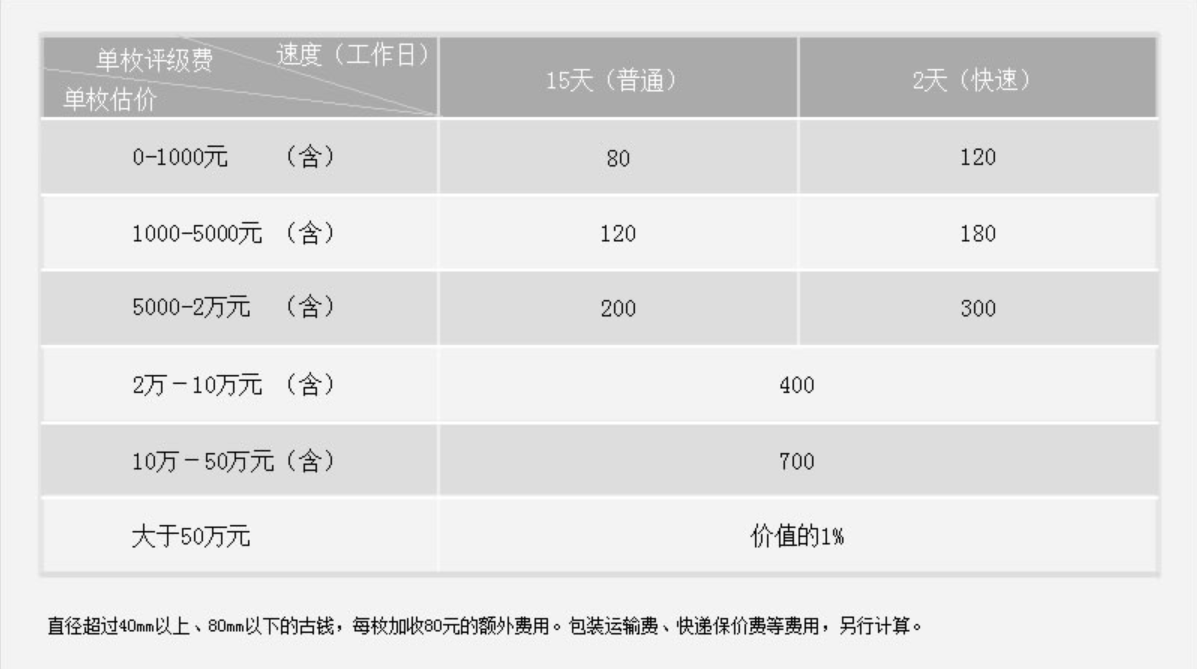 单枚评级费 速度（工作日）
单枚估价 15天（普通） 2天（快速）
0-1000元 （含） 80 120
1000-5000元 （含） 120 180
5000-2万元 （含） 200 300
2万－10万元 （含） 400
10万－50万元（含） 700
大于50万元 价值的1%
直径超过40mm以上、80mm以下的古钱，每枚加收80元的额外费用。包装运输费、快递保价费等费用，另行计算。